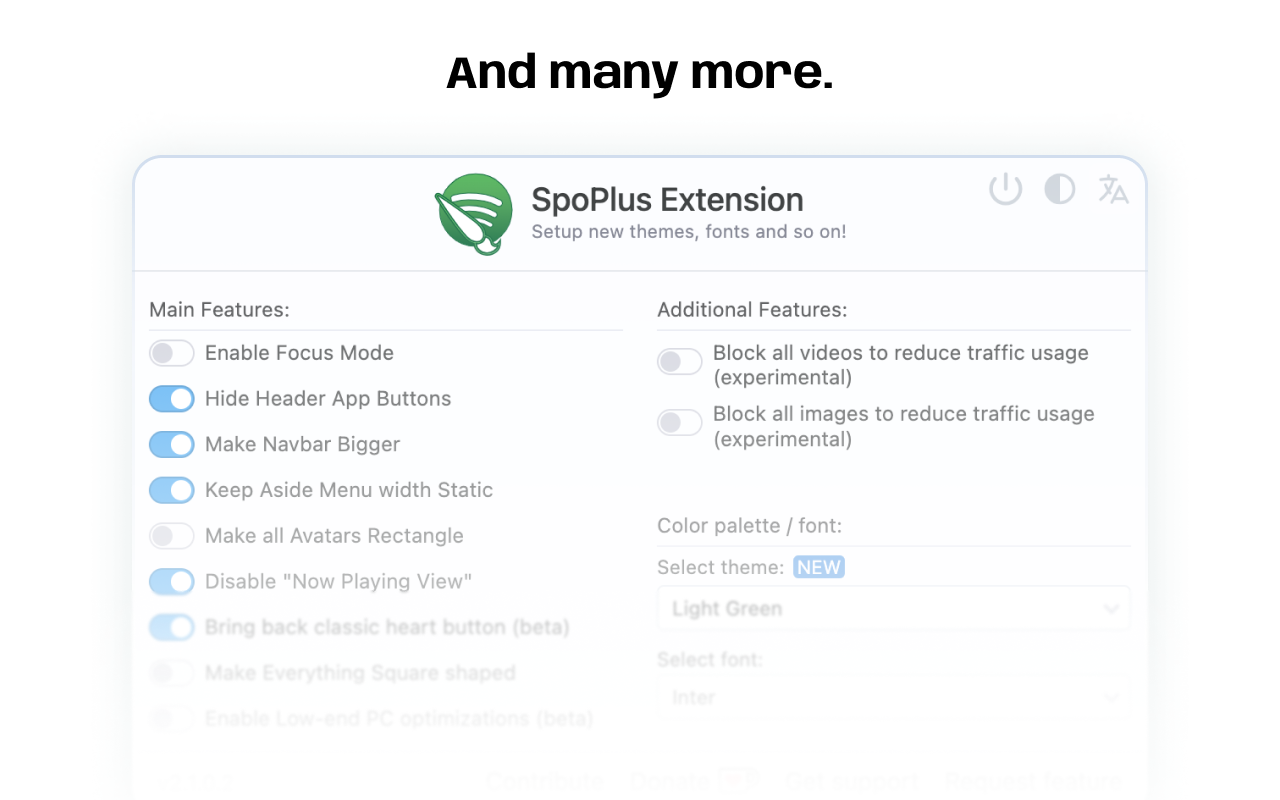 And many more.
SpoPlus Extension
Setup new themes, fonts and so on!
Main Features:
Enable Focus Mode
Hide Header App Buttons
Make Navbar Bigger
Keep Aside Menu width Static
Make all Avatars Rectangle
Disable "Now Playing View"
Bring back classic heart button (beta)
Make Everything Square shaped
Enable Low-end PC optimizations (beta)
Additional Features:
Block all videos to reduce traffic usage
(experimental)
Block all images to reduce traffic usage
(experimental)
Color palette / font:
Select theme: NEW
Light Green
Select font:
Inter
Contribute Donate Get support Request feature